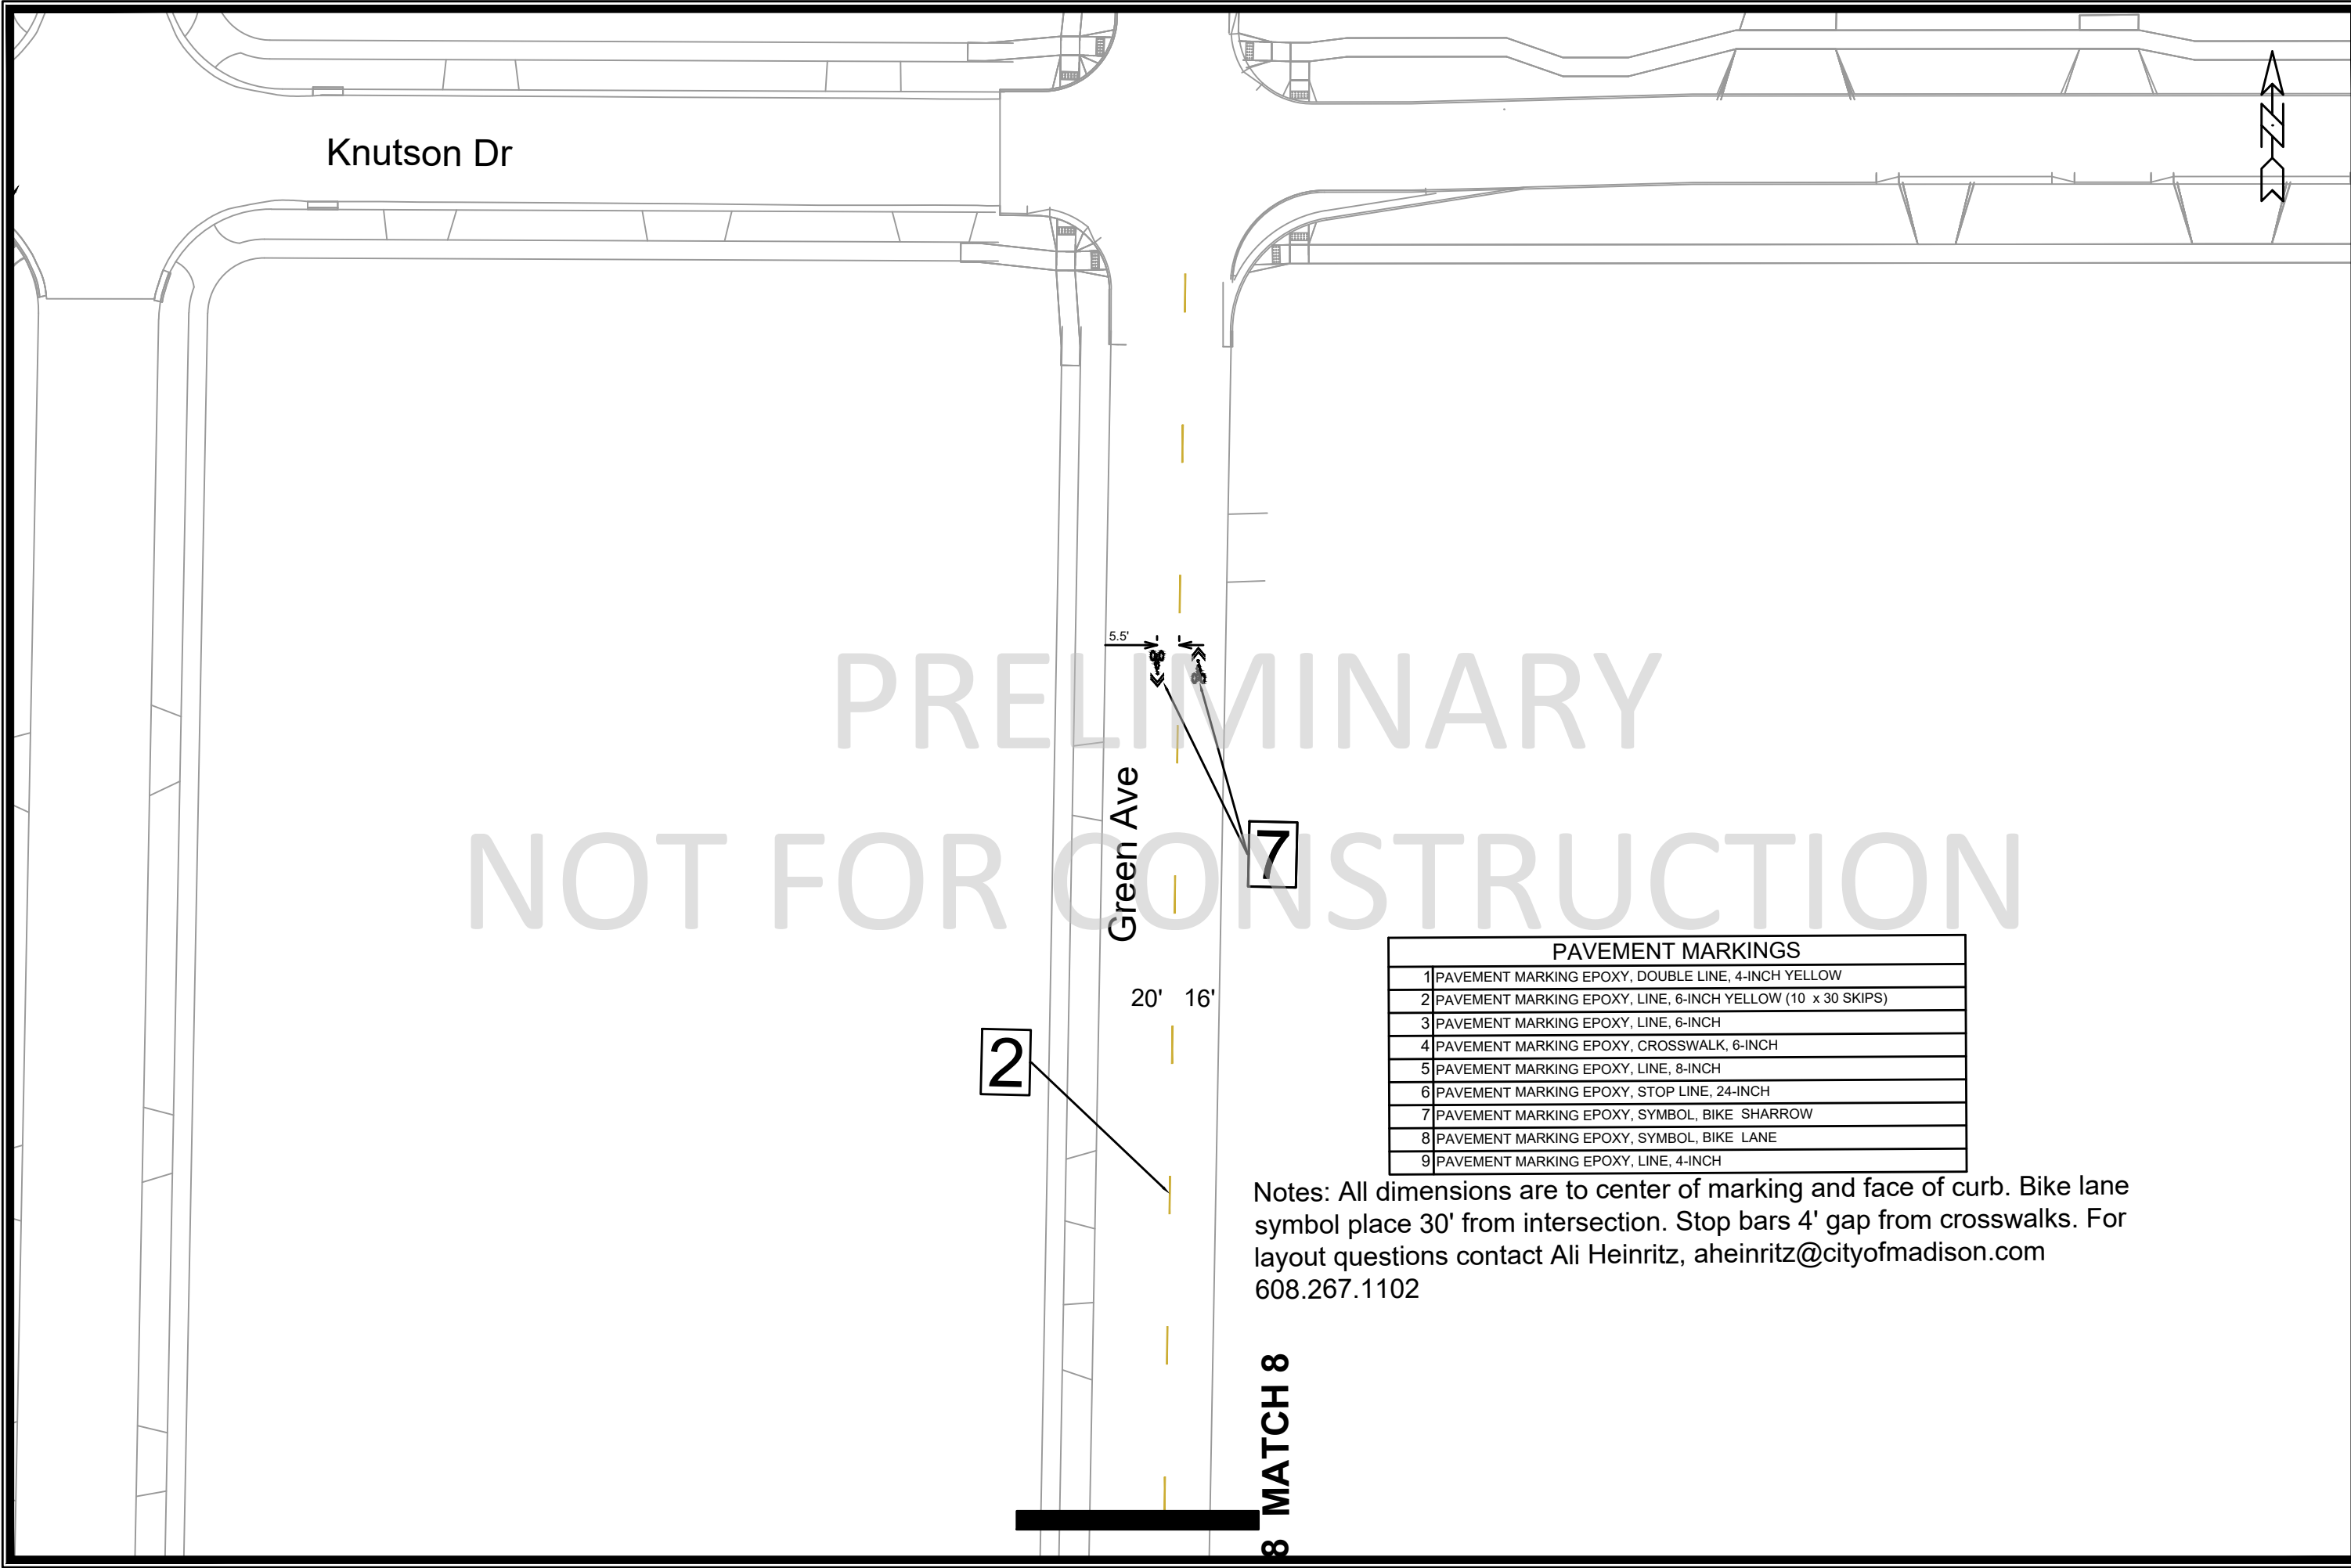 Knutson Dr
5.5'
PRELIMINARY
NOT FOR CONSTRUCTION
Green Ave
7
20' 16'
2
PAVEMENT MARKINGS
1 PAVEMENT MARKING EPOXY, DOUBLE LINE, 4-INCH YELLOW
2 PAVEMENT MARKING EPOXY, LINE, 6-INCH YELLOW (10 x 30 SKIPS)
3 PAVEMENT MARKING EPOXY, LINE, 6-INCH
4 PAVEMENT MARKING EPOXY, CROSSWALK, 6-INCH
5 PAVEMENT MARKING EPOXY, LINE, 8-INCH
6 PAVEMENT MARKING EPOXY, STOP LINE, 24-INCH
7 PAVEMENT MARKING EPOXY, SYMBOL, BIKE SHARROW
8 PAVEMENT MARKING EPOXY, SYMBOL, BIKE LANE
9 PAVEMENT MARKING EPOXY, LINE, 4-INCH
Notes: All dimensions are to center of marking and face of curb. Bike lane
symbol place 30' from intersection. Stop bars 4' gap from crosswalks. For
layout questions contact Ali Heinritz, aheinritz@cityofmadison.com
608.267.1102
8 MATCH 8
N